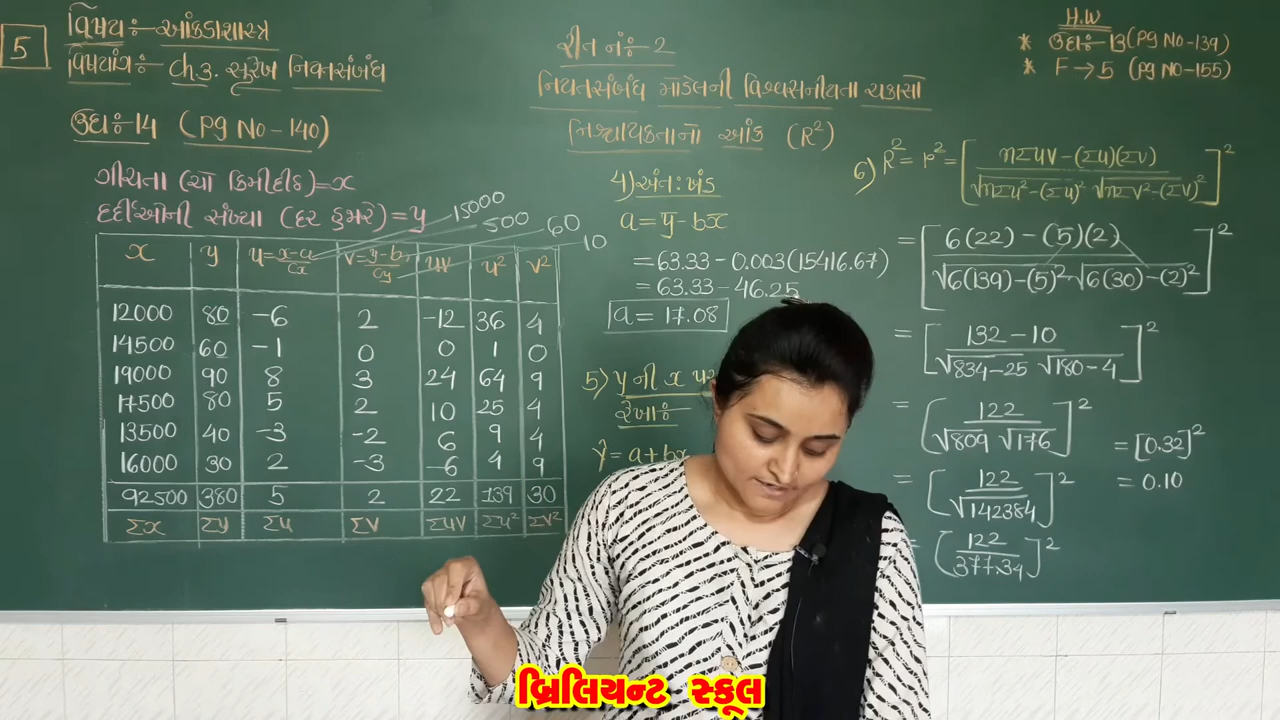 5
વિષય:- આંકડાશાસ્ત્ર
વિષયાંગ:- Ch.3. સુરેખ નિયતસંબંધ
ઉદા:-14 (Pg No-140)
ગીચતા (ચો કિમીદીઠ)=x
દર્દીઓની સંખ્યા (દર હજારે)=y
15000
500
60
10
x y u=x-a/Cx v=y-b/Cy uv u² v²
12000 80 -6 2 -12 36 4
14500 60 -1 0 0 1 0
19000 90 8 3 24 64 9
17500 80 5 2 10 25 4
13500 40 -3 -2 6 9 4
16000 30 2 -3 -6 4 9
92500 380 5 2 22 139 30
Σx Σy Σu Σv Σuv Σu² Σv²
રીત નં:- 2
નિયતસંબંધ મોડેલની વિશ્વસનીયતા ચકાસો
નિશ્ચાયકતાનો આંક (R²)
4) અંત:ખંડ
a=y̅-bx̅
=63.33-0.003(15416.67)
=63.33-46.25
a=17.08
5) yની x પર
રેખા:-
ŷ=a+bx
H.W
* ઉદા:-13(Pg No-139)
* F→5 (Pg No-155)
6) R²=r²=[nΣuv-(Σu)(Σv)/√nΣu²-(Σu)² √nΣv²-(Σv)²]²
=[6(22)-(5)(2)/√6(139)-(5)² √6(30)-(2)²]²
=[132-10/√834-25 √180-4]²
=[122/√809 √176]²
=[122/√142384]²
=[122/377.34]²
=[0.32]²
=0.10
બ્રિલિયન્ટ સ્કૂલ